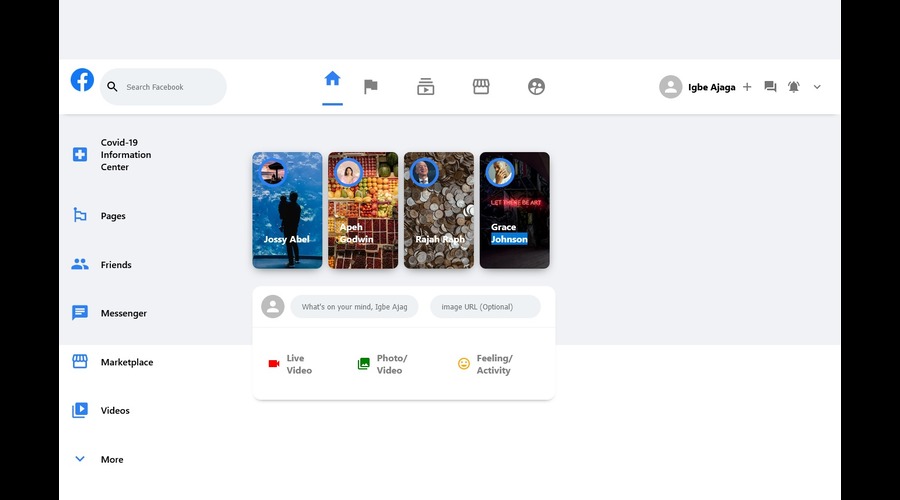 Search Facebook
Igbe Ajaga
Covid-19
Information
Center
Pages
Friends
Messenger
Marketplace
Videos
More
Jossy Abel
Apeh
Godwin
Rajah Raph
LET THERE BE ART
Grace
Johnson
What's on your mind, Igbe Ajag
image URL (Optional)
Live
Video
Photo/
Video
Feeling/
Activity